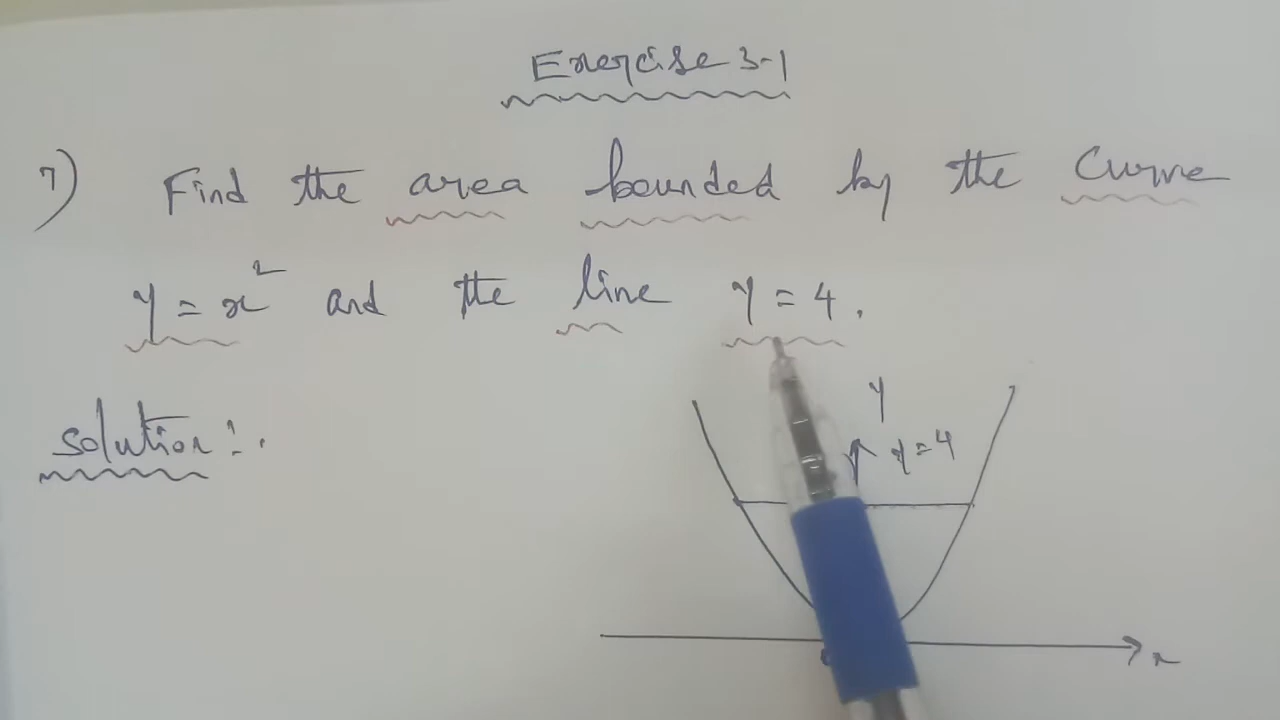 Exercise 3.1
7) Find the area bounded by the Curve
y = x² and the line y = 4.
Solution:.
y
y = 4
x